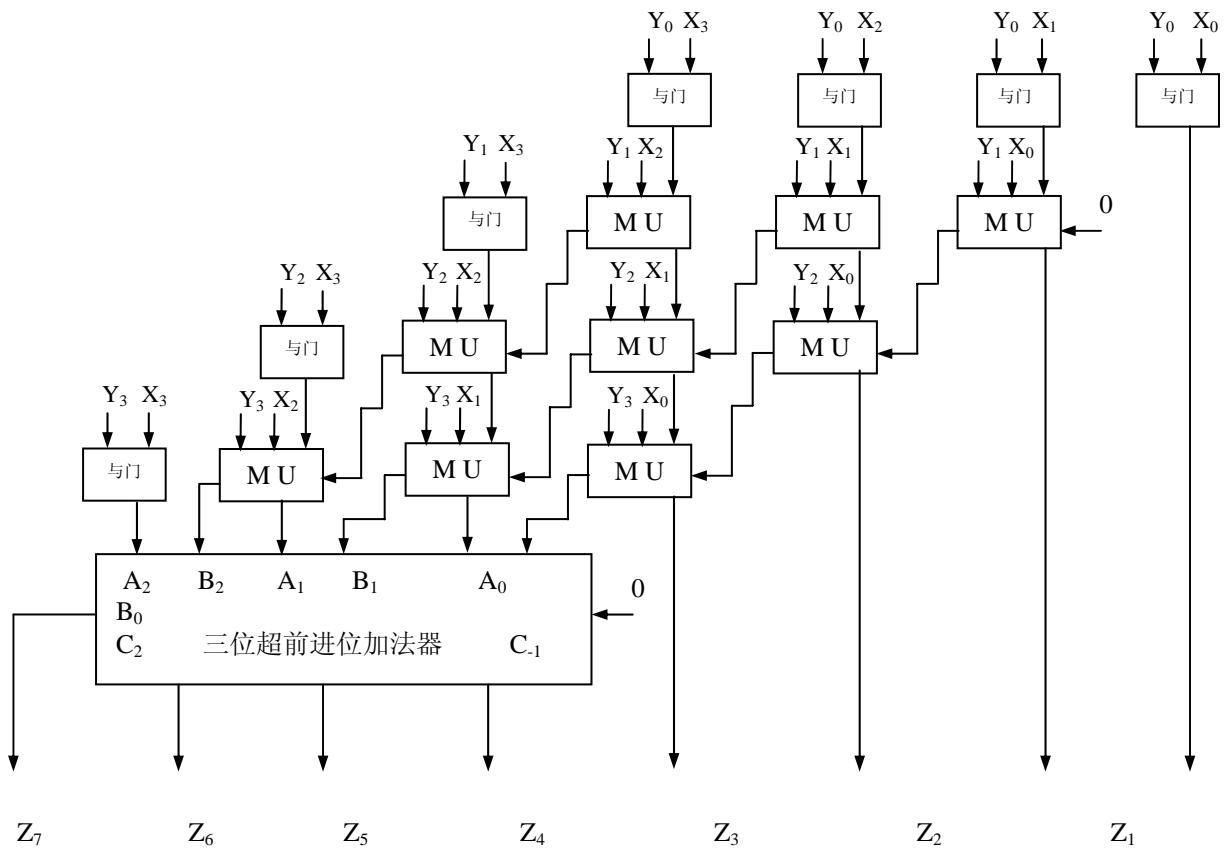 Y₀ X₃ Y₀ X₂ Y₀ X₁ Y₀ X₀
与门 与门 与门 与门
Y₁ X₃ Y₁ X₂ Y₁ X₁ Y₁ X₀
与门 M U M U M U 0
Y₂ X₃ Y₂ X₂ Y₂ X₁ Y₂ X₀
与门 M U M U M U
Y₃ X₃ Y₃ X₂ Y₃ X₁ Y₃ X₀
与门 M U M U M U
A₂ B₂ A₁ B₁ A₀ 0
B₀
C₂ 三位超前进位加法器 C₋₁
Z₇ Z₆ Z₅ Z₄ Z₃ Z₂ Z₁